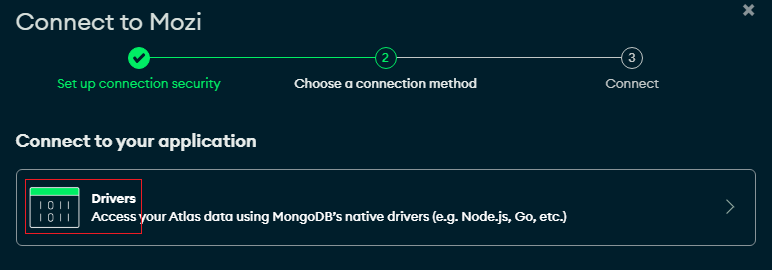 Connect to Mozi
2
3
Set up connection security
Choose a connection method
Connect
Connect to your application
1011
1011
Drivers
Access your Atlas data using MongoDB's native drivers (e.g. Node.js, Go, etc.)